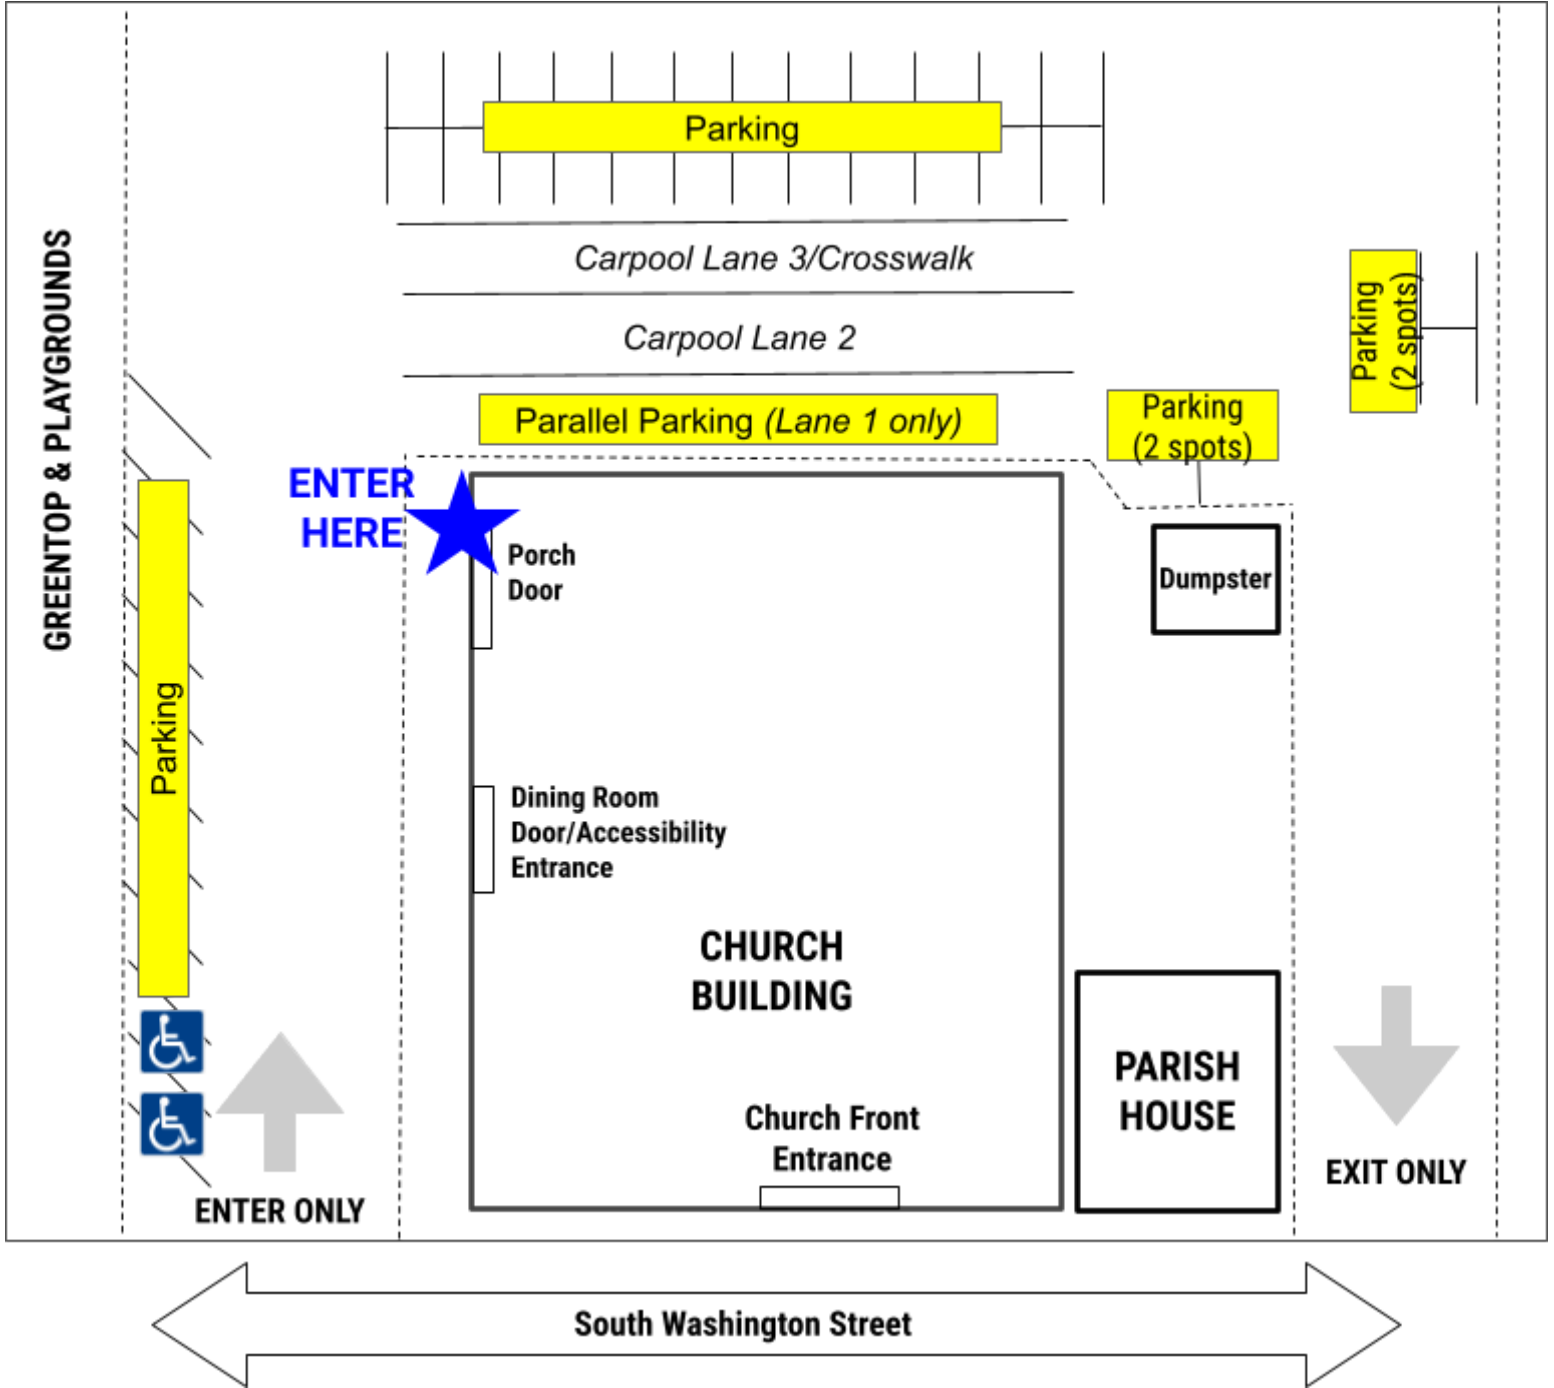 Parking
Carpool Lane 3/Crosswalk
Carpool Lane 2
Parallel Parking (Lane 1 only)
Parking
(2 spots)
Parking
(2 spots)
GREENTOP & PLAYGROUNDS
ENTER
HERE
Porch
Door
Dumpster
Parking
Dining Room
Door/Accessibility
Entrance
CHURCH
BUILDING
PARISH
HOUSE
Church Front
Entrance
ENTER ONLY
EXIT ONLY
South Washington Street